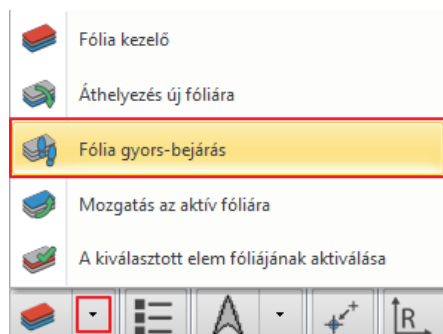 Fólia kezelő
Áthelyezés új fóliára
Fólia gyors-bejárás
Mozgatás az aktív fóliára
A kiválasztott elem fóliájának aktiválása
R